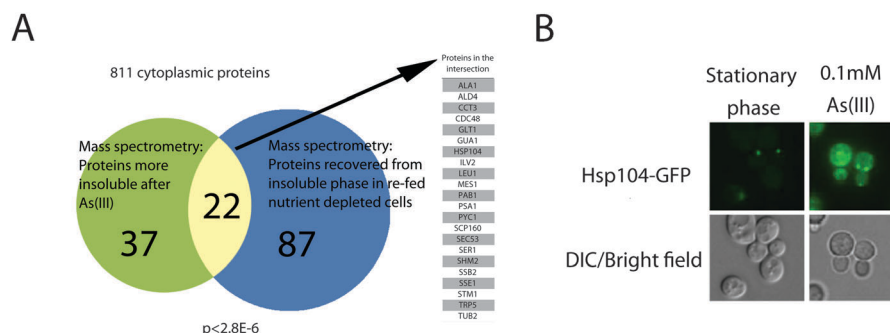 A
811 cytoplasmic proteins
Mass spectrometry:
Proteins more
insoluble after
As(III)
37
22
Mass spectrometry:
Proteins recovered from
insoluble phase in re-fed
nutrient depleted cells
87
p<2.8E-6
Proteins in the
intersection
ALA1
ALD4
CCT3
CDC48
GLT1
GUA1
HSP104
ILV2
LEU1
MES1
PAB1
PSA1
PYC1
SCP160
SEC53
SER1
SHM2
SSB2
SSE1
STM1
TRP5
TUB2
B
Stationary
phase
0.1mM
As(III)
Hsp104-GFP
DIC/Bright field